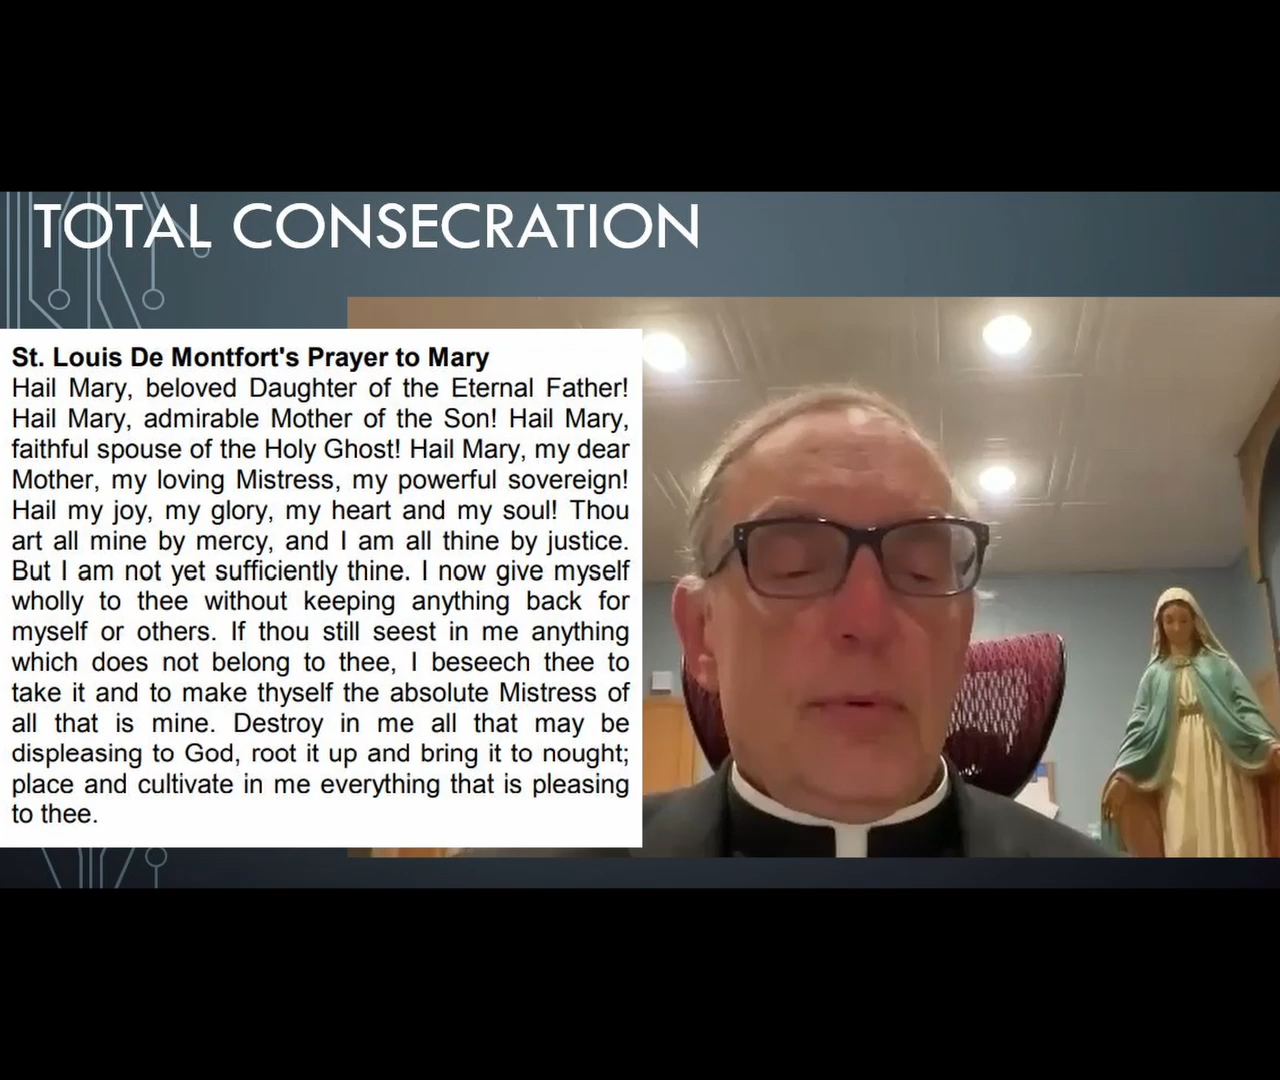 TOTAL CONSECRATION
St. Louis De Montfort's Prayer to Mary
Hail Mary, beloved Daughter of the Eternal Father!
Hail Mary, admirable Mother of the Son! Hail Mary,
faithful spouse of the Holy Ghost! Hail Mary, my dear
Mother, my loving Mistress, my powerful sovereign!
Hail my joy, my glory, my heart and my soul! Thou
art all mine by mercy, and I am all thine by justice.
But I am not yet sufficiently thine. I now give myself
wholly to thee without keeping anything back for
myself or others. If thou still seest in me anything
which does not belong to thee, I beseech thee to
take it and to make thyself the absolute Mistress of
all that is mine. Destroy in me all that may be
displeasing to God, root it up and bring it to nought;
place and cultivate in me everything that is pleasing
to thee.